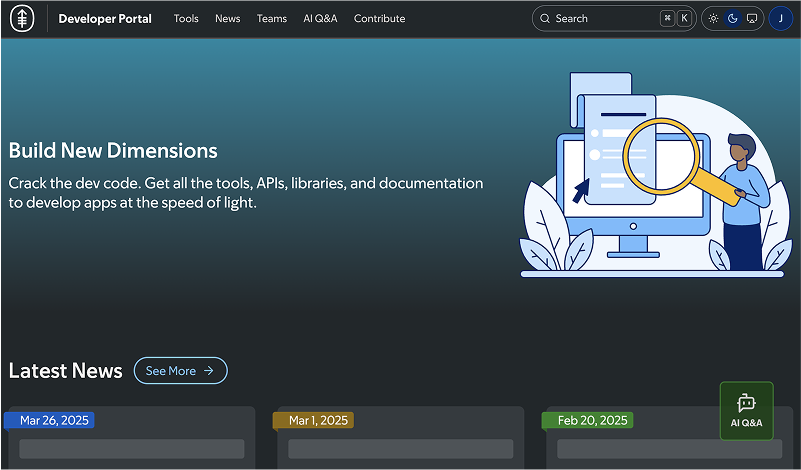 Developer Portal Tools News Teams AI Q&A Contribute Search ⌘ K J
Build New Dimensions
Crack the dev code. Get all the tools, APIs, libraries, and documentation
to develop apps at the speed of light.
Latest News See More →
Mar 26, 2025 Mar 1, 2025 Feb 20, 2025
AI Q&A